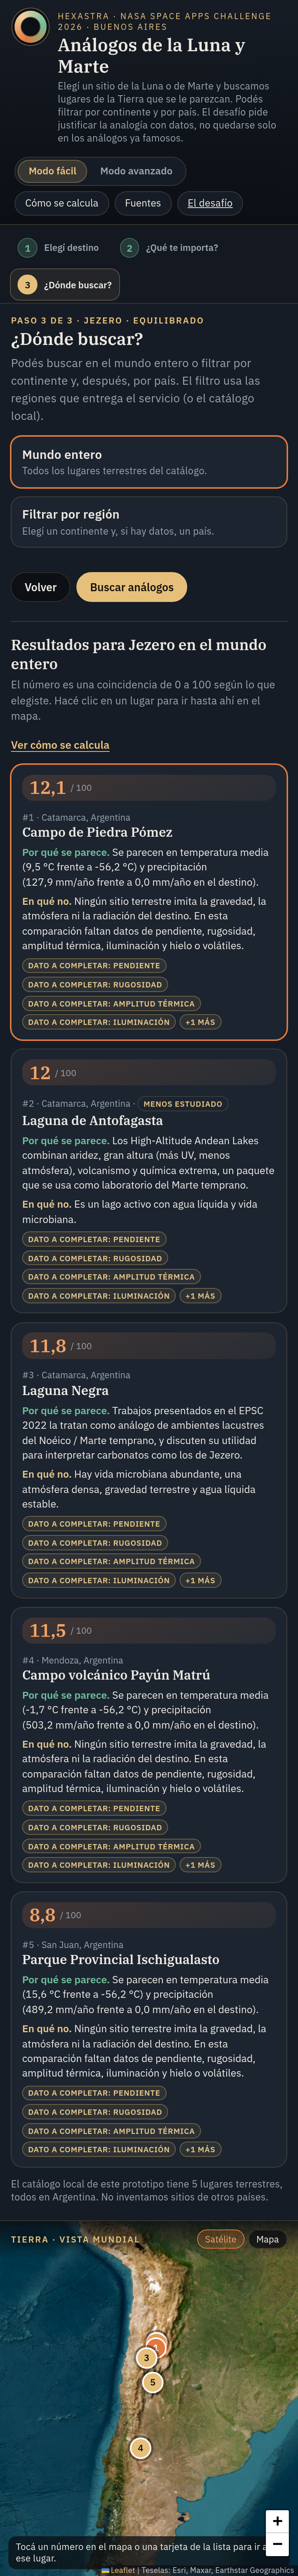 HEXASTRA · NASA SPACE APPS CHALLENGE
2026 · BUENOS AIRES
Análogos de la Luna y
Marte
Elegí un sitio de la Luna o de Marte y buscamos
lugares de la Tierra que se le parezcan. Podés
filtrar por continente y por país. El desafío pide
justificar la analogía con datos, no quedarse solo
en los análogos ya famosos.
Modo fácil
Modo avanzado
Cómo se calcula
Fuentes
El desafío
1 Elegí destino
2 ¿Qué te importa?
3 ¿Dónde buscar?
PASO 3 DE 3 · JEZERO · EQUILIBRADO
¿Dónde buscar?
Podés buscar en el mundo entero o filtrar por
continente y, después, por país. El filtro usa las
regiones que entrega el servicio (o el catálogo
local).
Mundo entero
Todos los lugares terrestres del catálogo.
Filtrar por región
Elegí un continente y, si hay datos, un país.
Volver
Buscar análogos
Resultados para Jezero en el mundo
entero
El número es una coincidencia de 0 a 100 según lo que
elegiste. Hacé clic en un lugar para ir hasta ahí en el
mapa.
Ver cómo se calcula
12,1 / 100
#1 · Catamarca, Argentina
Campo de Piedra Pómez
Por qué se parece. Se parecen en temperatura media
(9,5 °C frente a -56,2 °C) y precipitación
(127,9 mm/año frente a 0,0 mm/año en el destino).
En qué no. Ningún sitio terrestre imita la gravedad, la
atmósfera ni la radiación del destino. En esta
comparación faltan datos de pendiente, rugosidad,
amplitud térmica, iluminación y hielo o volátiles.
DATO A COMPLETAR: PENDIENTE
DATO A COMPLETAR: RUGOSIDAD
DATO A COMPLETAR: AMPLITUD TÉRMICA
DATO A COMPLETAR: ILUMINACIÓN
+1 MÁS
12 / 100
#2 · Catamarca, Argentina · MENOS ESTUDIADO
Laguna de Antofagasta
Por qué se parece. Los High-Altitude Andean Lakes
combinan aridez, gran altura (más UV, menos
atmósfera), volcanismo y química extrema, un paquete
que se usa como laboratorio del Marte temprano.
En qué no. Es un lago activo con agua líquida y vida
microbiana.
DATO A COMPLETAR: PENDIENTE
DATO A COMPLETAR: RUGOSIDAD
DATO A COMPLETAR: AMPLITUD TÉRMICA
DATO A COMPLETAR: ILUMINACIÓN
+1 MÁS
11,8 / 100
#3 · Catamarca, Argentina
Laguna Negra
Por qué se parece. Trabajos presentados en el EPSC
2022 la tratan como análogo de ambientes lacustres
del Noéico / Marte temprano, y discuten su utilidad
para interpretar carbonatos como los de Jezero.
En qué no. Hay vida microbiana abundante, una
atmósfera densa, gravedad terrestre y agua líquida
estable.
DATO A COMPLETAR: PENDIENTE
DATO A COMPLETAR: RUGOSIDAD
DATO A COMPLETAR: AMPLITUD TÉRMICA
DATO A COMPLETAR: ILUMINACIÓN
+1 MÁS
11,5 / 100
#4 · Mendoza, Argentina
Campo volcánico Payún Matrú
Por qué se parece. Se parecen en temperatura media
(-1,7 °C frente a -56,2 °C) y precipitación
(503,2 mm/año frente a 0,0 mm/año en el destino).
En qué no. Ningún sitio terrestre imita la gravedad, la
atmósfera ni la radiación del destino. En esta
comparación faltan datos de pendiente, rugosidad,
amplitud térmica, iluminación y hielo o volátiles.
DATO A COMPLETAR: PENDIENTE
DATO A COMPLETAR: RUGOSIDAD
DATO A COMPLETAR: AMPLITUD TÉRMICA
DATO A COMPLETAR: ILUMINACIÓN
+1 MÁS
8,8 / 100
#5 · San Juan, Argentina
Parque Provincial Ischigualasto
Por qué se parece. Se parecen en temperatura media
(15,6 °C frente a -56,2 °C) y precipitación
(489,2 mm/año frente a 0,0 mm/año en el destino).
En qué no. Ningún sitio terrestre imita la gravedad, la
atmósfera ni la radiación del destino. En esta
comparación faltan datos de pendiente, rugosidad,
amplitud térmica, iluminación y hielo o volátiles.
DATO A COMPLETAR: PENDIENTE
DATO A COMPLETAR: RUGOSIDAD
DATO A COMPLETAR: AMPLITUD TÉRMICA
DATO A COMPLETAR: ILUMINACIÓN
+1 MÁS
El catálogo local de este prototipo tiene 5 lugares terrestres,
todos en Argentina. No inventamos sitios de otros países.
TIERRA · VISTA MUNDIAL
Satélite
Mapa
1
3
5
4
+
−
Tocá un número en el mapa o una tarjeta de la lista para ir a
ese lugar.
Leaflet | Teselas: Esri, Maxar, Earthstar Geographics